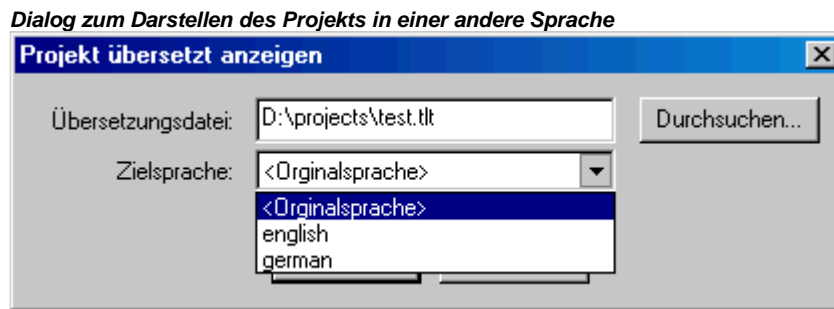 Dialog zum Darstellen des Projekts in einer andere Sprache
Projekt übersetzt anzeigen
Übersetzungsdatei: D:\projects\test.tlt Durchsuchen...
Zielsprache: <Orginalsprache>
<Orginalsprache>
english
german